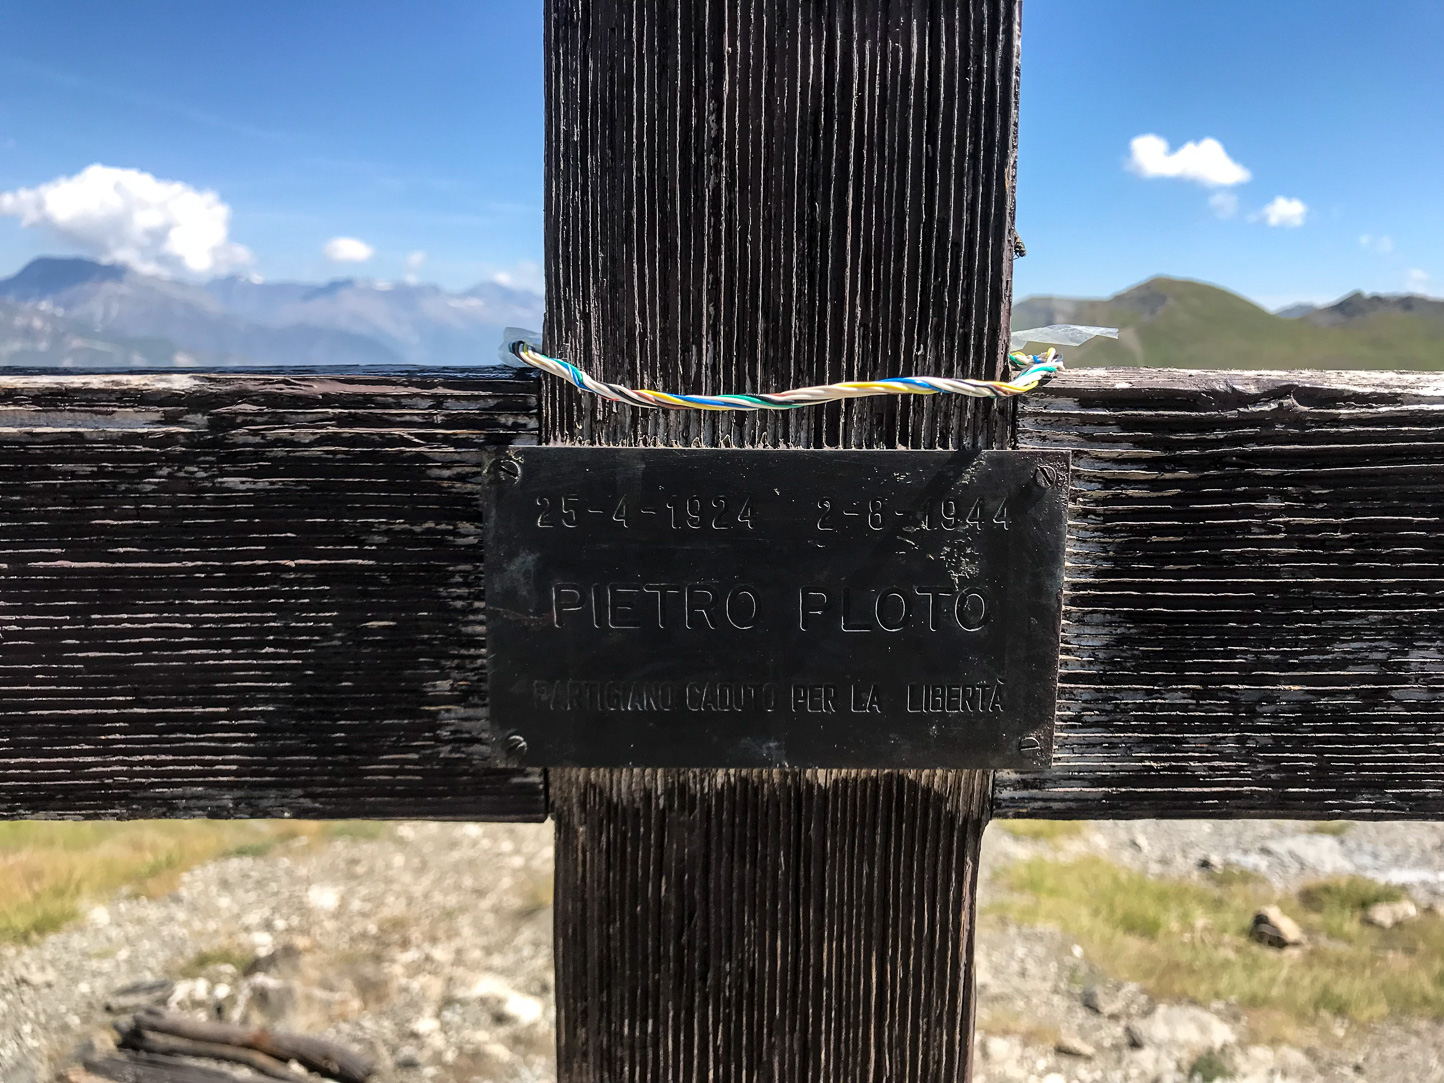 25-4-1924 2-8-1944
PIETRO PLOTO
PARTIGIANO CADUTO PER LA LIBERTÀ